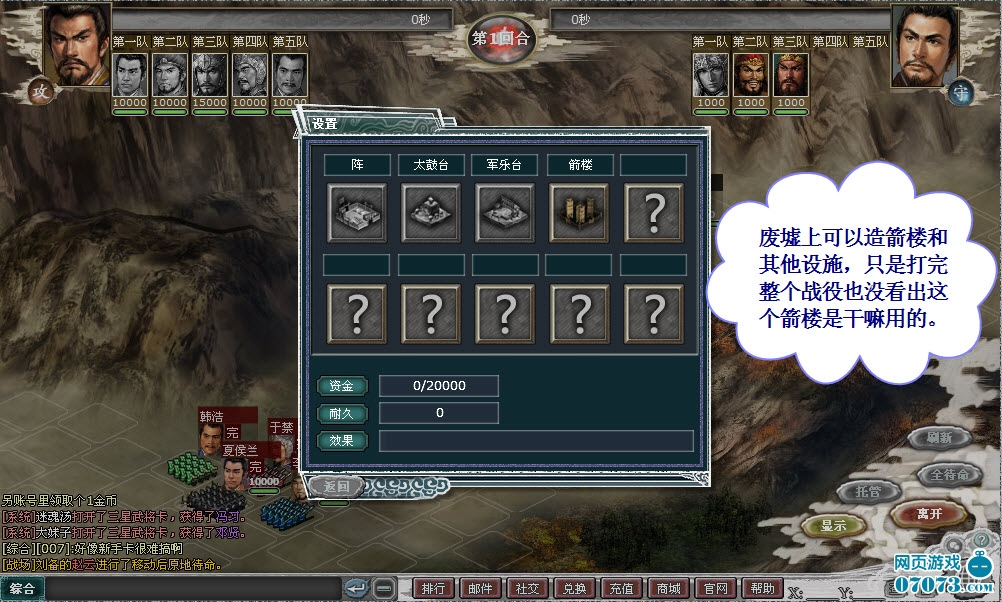 0秒
第1回合
0秒
第一队 第二队 第三队 第四队 第五队
第一队 第二队 第三队 第四队 第五队
攻
守
10000 10000 15000 10000 10000
1000 1000 1000
设置
阵 太鼓台 军乐台 箭楼
?
? ? ? ? ?
废墟上可以造箭楼和
其他设施，只是打完
整个战役也没看出这
个箭楼是干嘛用的。
资金 0/20000
耐久 0
效果
返回
韩浩
完
于禁
夏侯兰
完
10000
刷新
全待命
托管
显示
离开
另账号里领取个1金币
[系统]迷魂汤打开了三星武将卡，获得了冯习。
[系统]大妹子打开了三星武将卡，获得了邓贤。
[综合][007]:好像新手卡很难搞啊
[战场]刘备的赵云进行了移动后原地待命。
综合
排行 邮件 社交 兑换 充值 商城 官网 帮助 X: Y:
网页游戏
07073.com